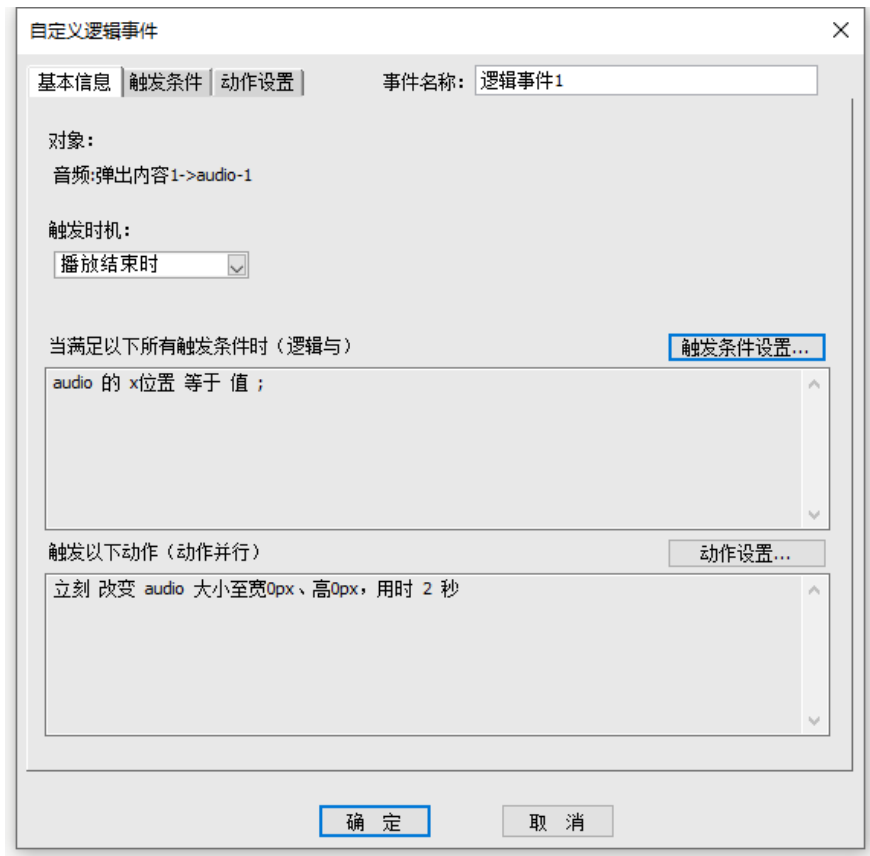 自定义逻辑事件
基本信息 触发条件 动作设置 事件名称: 逻辑事件1
对象:
音频:弹出内容1->audio-1
触发时机:
播放结束时
当满足以下所有触发条件时（逻辑与） 触发条件设置...
audio 的 x位置 等于 值 ;
触发以下动作（动作并行） 动作设置...
立刻 改变 audio 大小至宽0px、高0px，用时 2 秒
确 定 取 消